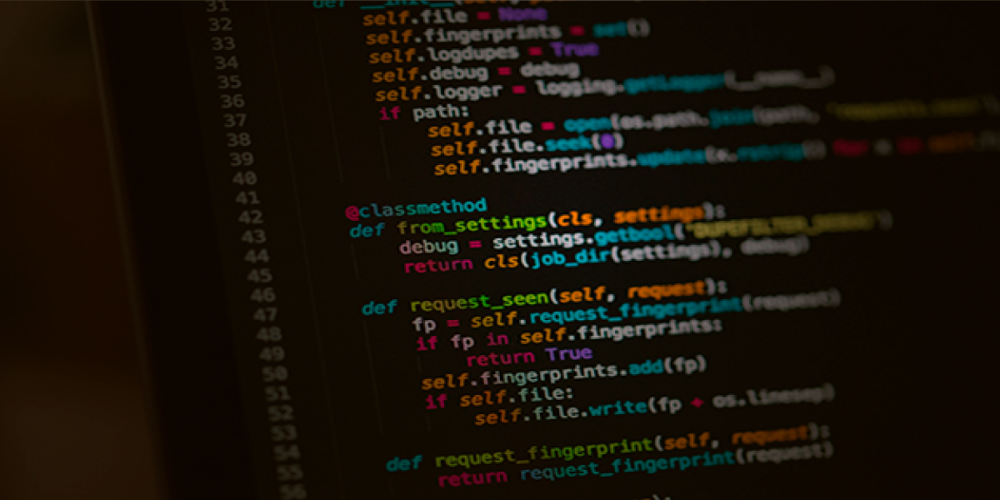 31 def __init__(self,
32 self.file = None
33 self.fingerprints = set()
34 self.logdupes = True
35 self.debug = debug
36 self.logger = logging.getLogger(__name__)
37 if path:
38 self.file = open(os.path.join(path, 'requests.seen'),
39 self.file.seek(0)
40 self.fingerprints.update(x.rstrip() for x in self.
41
42 @classmethod
43 def from_settings(cls, settings):
44 debug = settings.getbool('DUPEFILTER_DEBUG')
45 return cls(job_dir(settings), debug)
46
47 def request_seen(self, request):
48 fp = self.request_fingerprint(request)
49 if fp in self.fingerprints:
50 return True
51 self.fingerprints.add(fp)
52 if self.file:
53 self.file.write(fp + os.linesep)
54
55 def request_fingerprint(self, request):
56 return request_fingerprint(request)